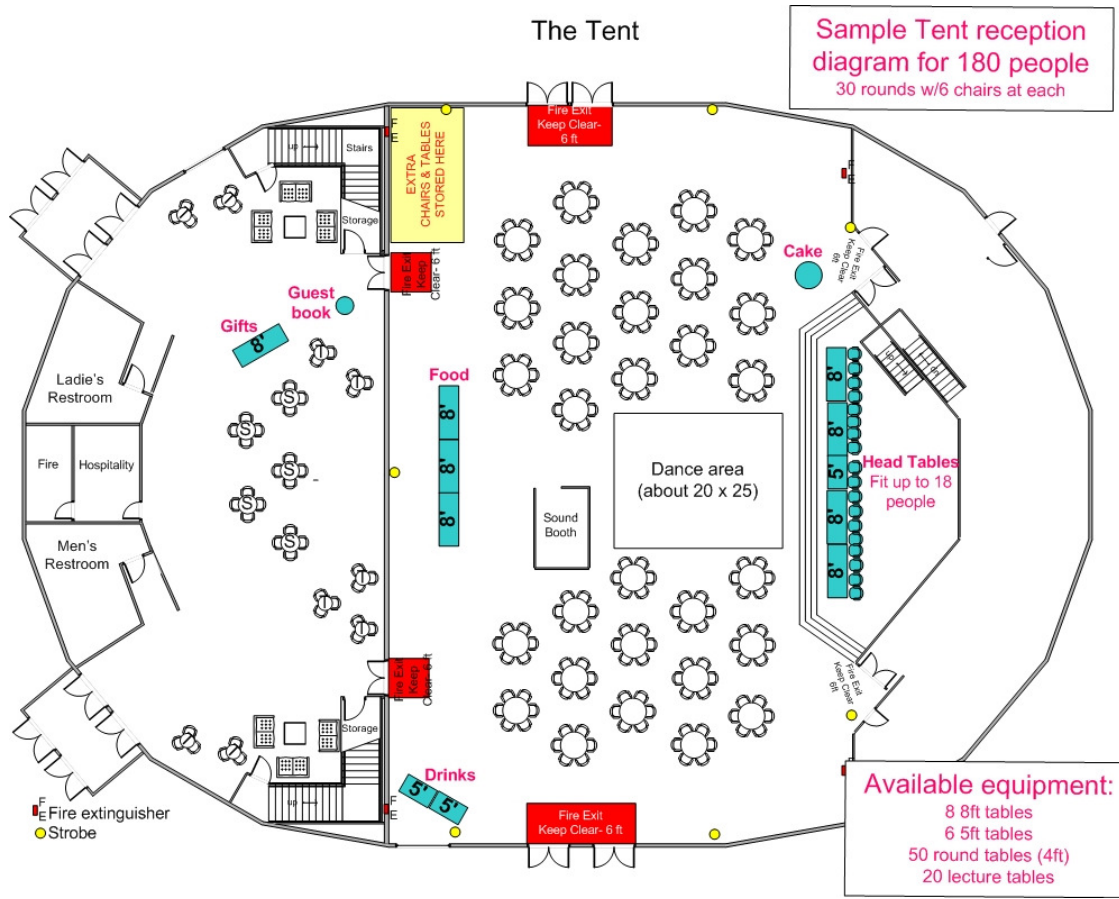 The Tent
Sample Tent reception
diagram for 180 people
30 rounds w/6 chairs at each
Fire Exit
Keep Clear-
6 ft
F
E
EXTRA
CHAIRS & TABLES
STORED HERE
up
Stairs
Storage
Fire Exit
Keep
Clear- 6 ft
F
E
Cake
Fire Exit
Keep Clear
6ft
Guest
book
Gifts
8'
I
I
I
I
Ladie's
Restroom
Food
8'
8'
8'
S
S
S
S
S
Fire
Hospitality
Men's
Restroom
Dance area
(about 20 x 25)
Sound
Booth
up
dn
8'
8'
5'
8'
8'
Head Tables
Fit up to 18
people
I
I
I
I
I
Fire Exit
Keep
Clear- 6 ft
Fire Exit
Keep Clear
6ft
Storage
up
Drinks
5'
5'
F
E
Fire Exit
Keep Clear- 6 ft
F
E
Fire extinguisher
Strobe
Available equipment:
8 8ft tables
6 5ft tables
50 round tables (4ft)
20 lecture tables